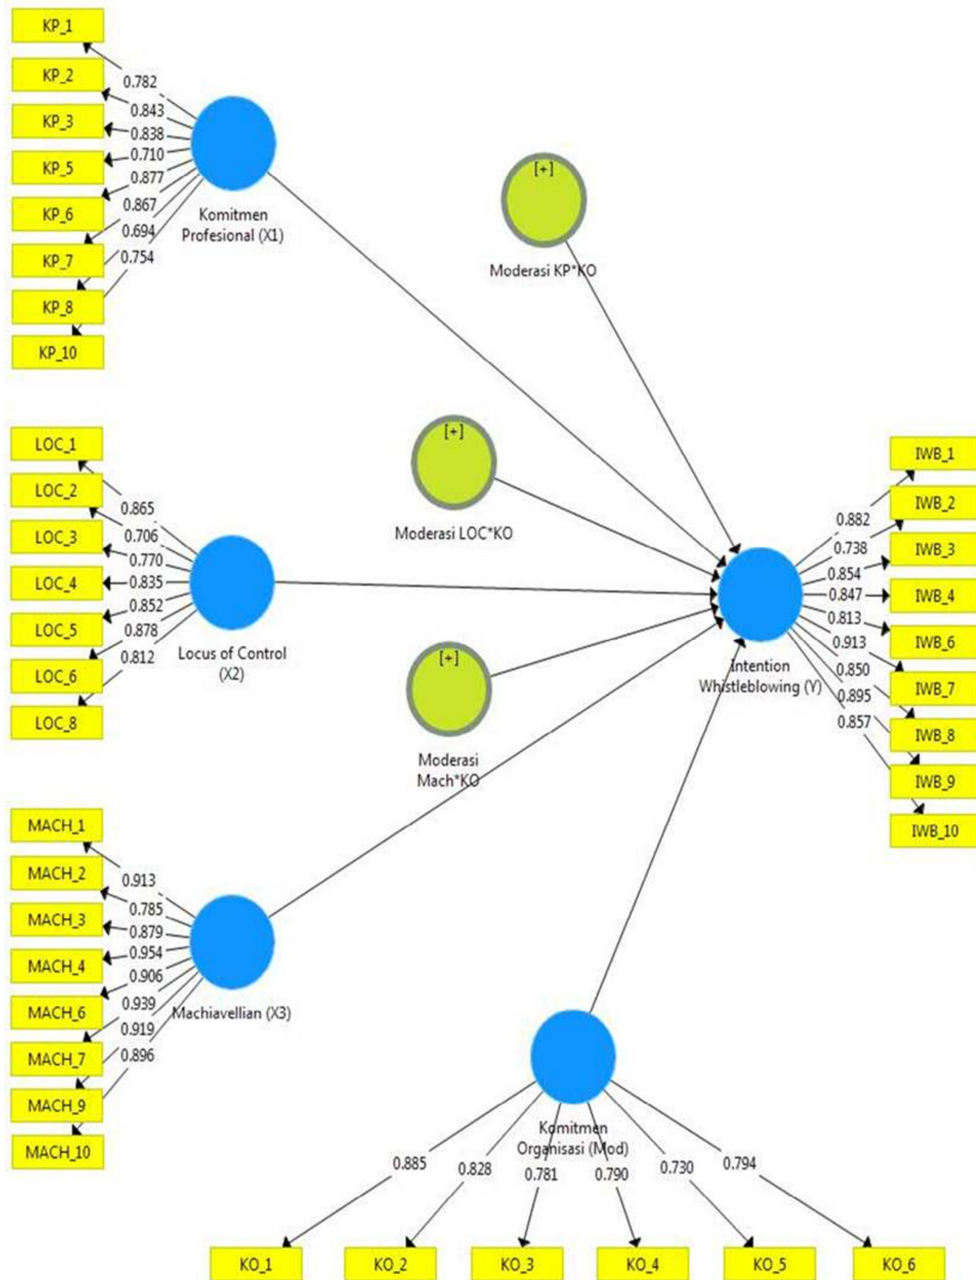 KP_1
KP_2
KP_3
KP_5
KP_6
KP_7
KP_8
KP_10
0.782
0.843
0.838
0.710
0.877
0.867
0.694
0.754
Komitmen
Profesional (X1)
[+]
Moderasi KP*KO
LOC_1
LOC_2
LOC_3
LOC_4
LOC_5
LOC_6
LOC_8
0.865
0.706
0.770
0.835
0.852
0.878
0.812
Locus of Control
(X2)
[+]
Moderasi LOC*KO
[+]
Moderasi
Mach*KO
Intention
Whistleblowing (Y)
0.882
0.738
0.854
0.847
0.813
0.913
0.850
0.895
0.857
IWB_1
IWB_2
IWB_3
IWB_4
IWB_6
IWB_7
IWB_8
IWB_9
IWB_10
MACH_1
MACH_2
MACH_3
MACH_4
MACH_6
MACH_7
MACH_9
MACH_10
0.913
0.785
0.879
0.954
0.906
0.939
0.919
0.896
Machiavellian (X3)
Komitmen
Organisasi (Mod)
0.885
0.828
0.781
0.790
0.730
0.794
KO_1
KO_2
KO_3
KO_4
KO_5
KO_6